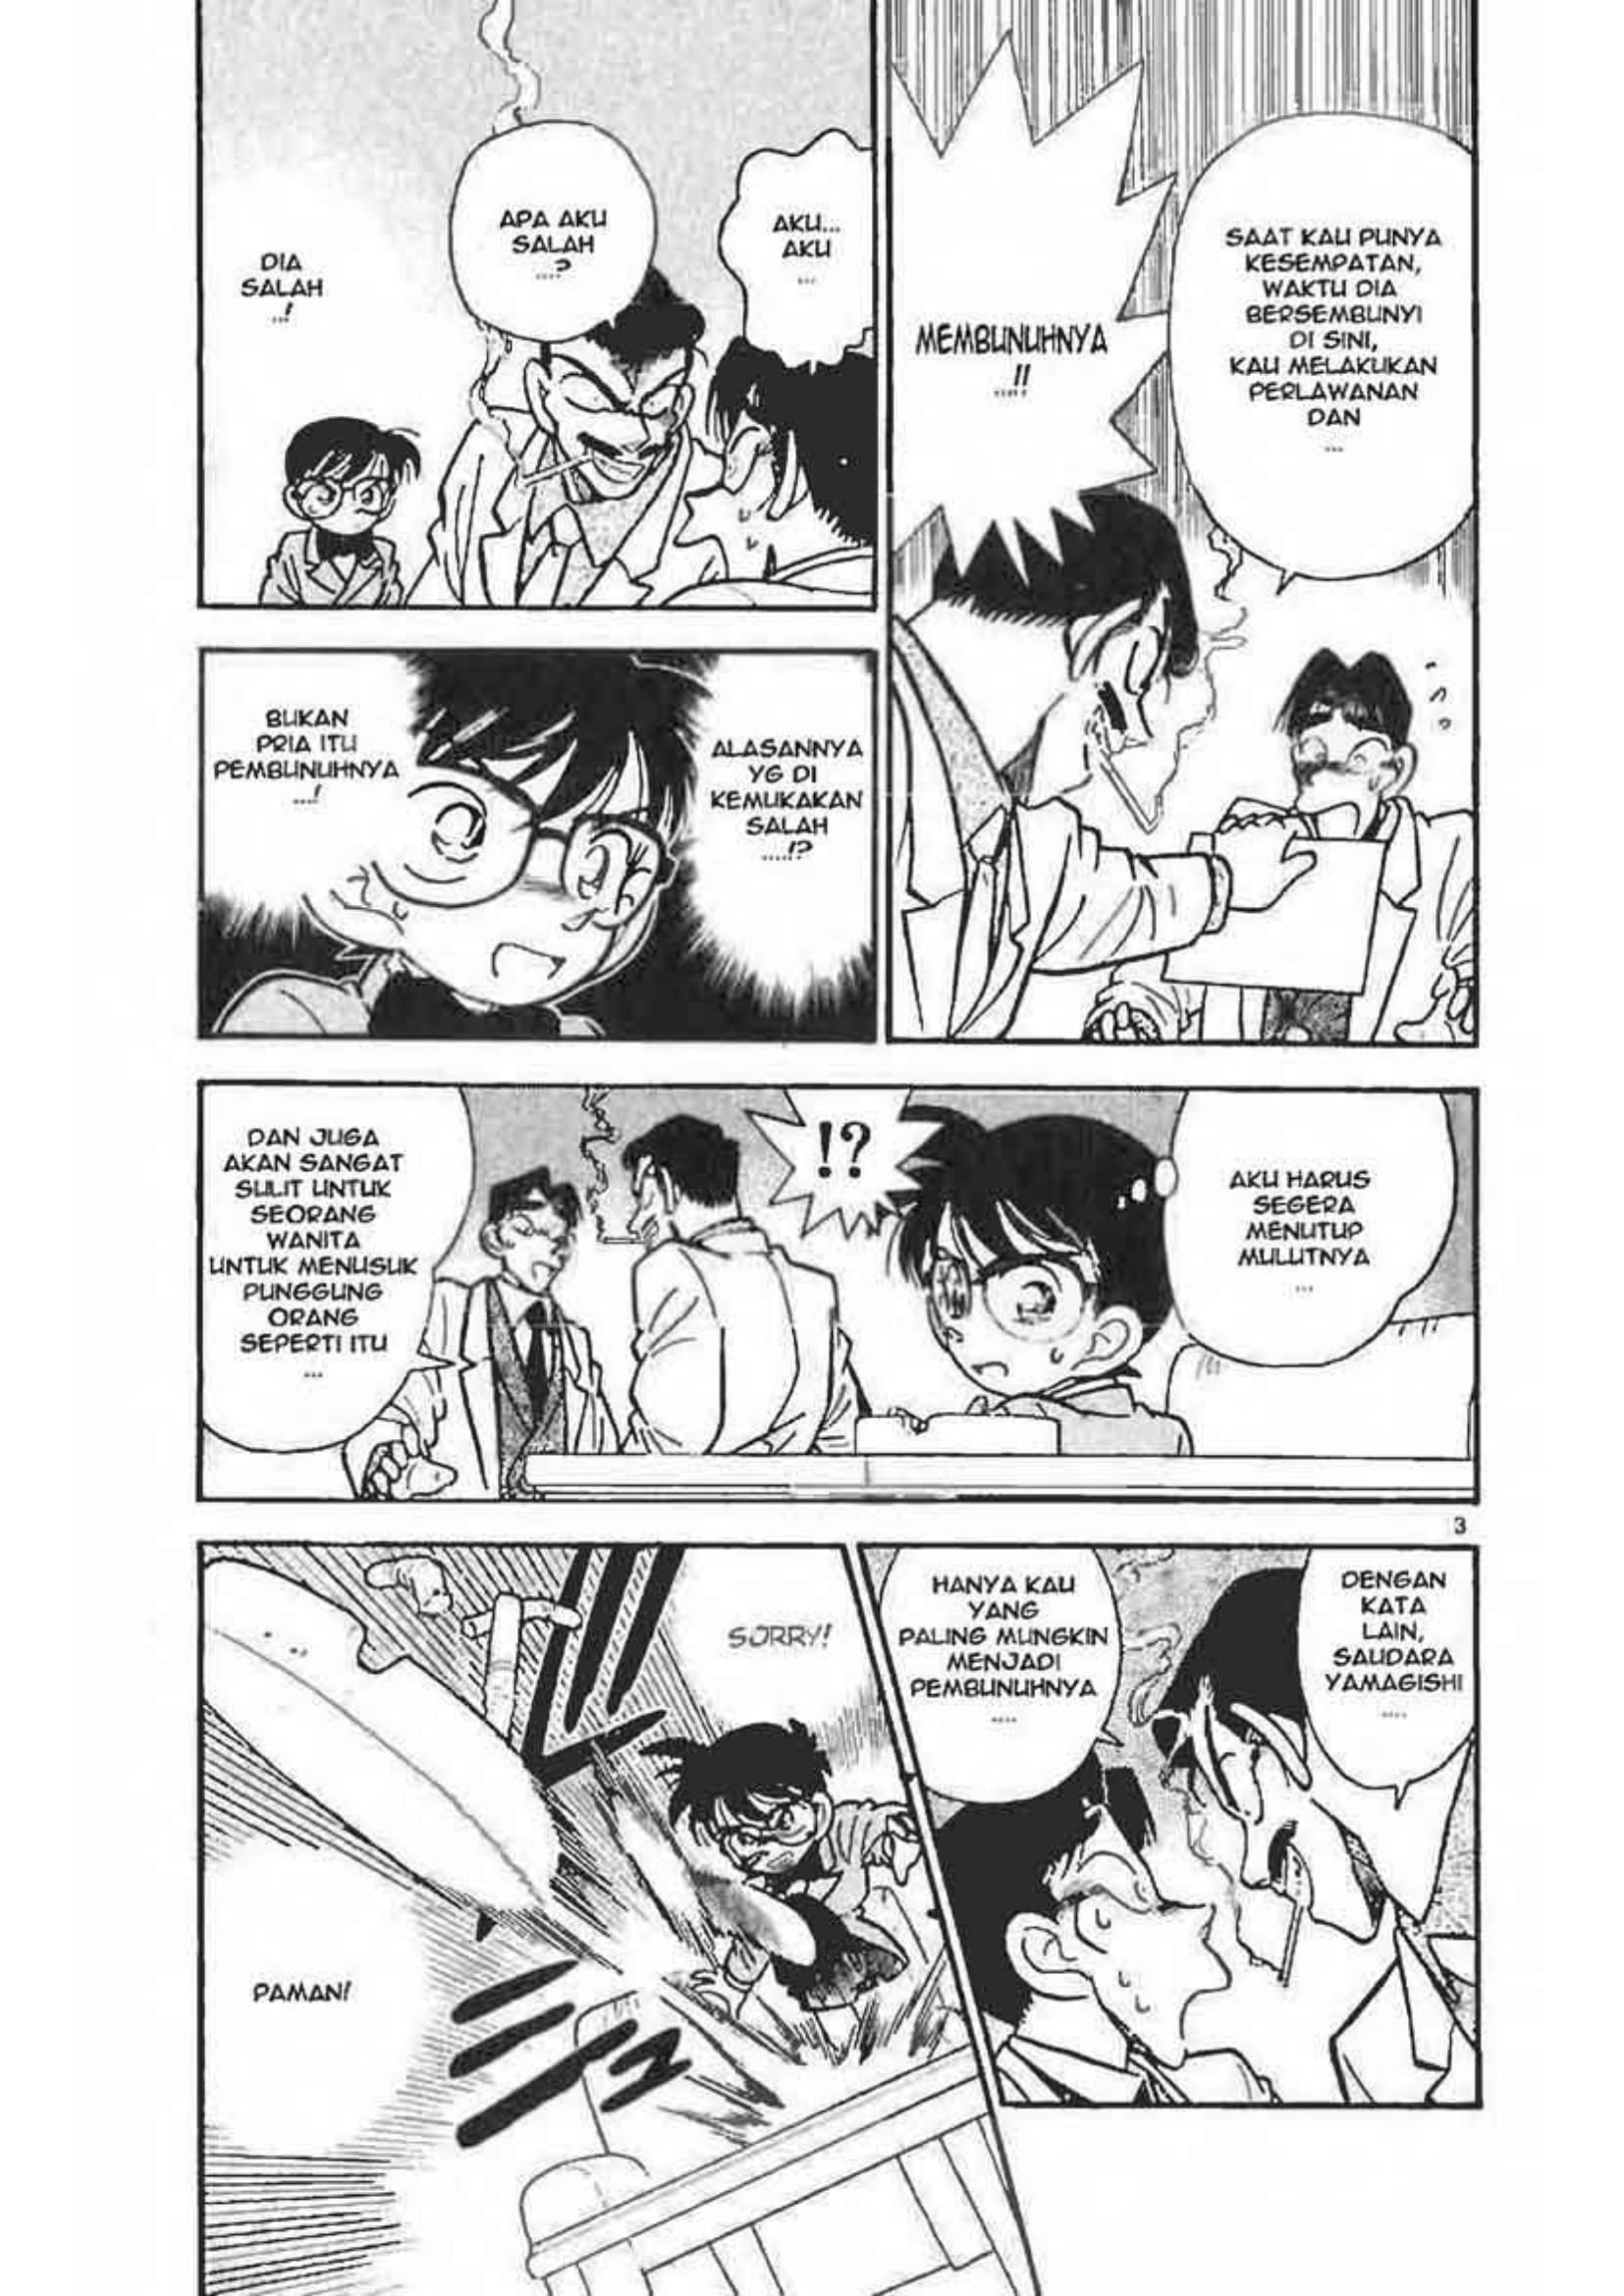 SAAT KAU PUNYA
KESEMPATAN,
WAKTU DIA
BERSEMBUNYI
DI SINI,
KAU MELAKUKAN
PERLAWANAN
DAN
...
MEMBUNUHNYA
....!!
AKU...
AKU
...
APA AKU
SALAH
....?
DIA
SALAH
...!
ALASANNYA
YG DI
KEMUKAKAN
SALAH
.....!?
BUKAN
PRIA ITU
PEMBUNUHNYA
....!
AKU HARUS
SEGERA
MENUTUP
MULUTNYA
...
!?
DAN JUGA
AKAN SANGAT
SULIT UNTUK
SEORANG
WANITA
UNTUK MENUSUK
PUNGGUNG
ORANG
SEPERTI ITU
...
3
DENGAN
KATA
LAIN,
SAUDARA
YAMAGISHI
....
HANYA KAU
YANG
PALING MUNGKIN
MENJADI
PEMBUNUHNYA
....
SORRY!
PAMAN!